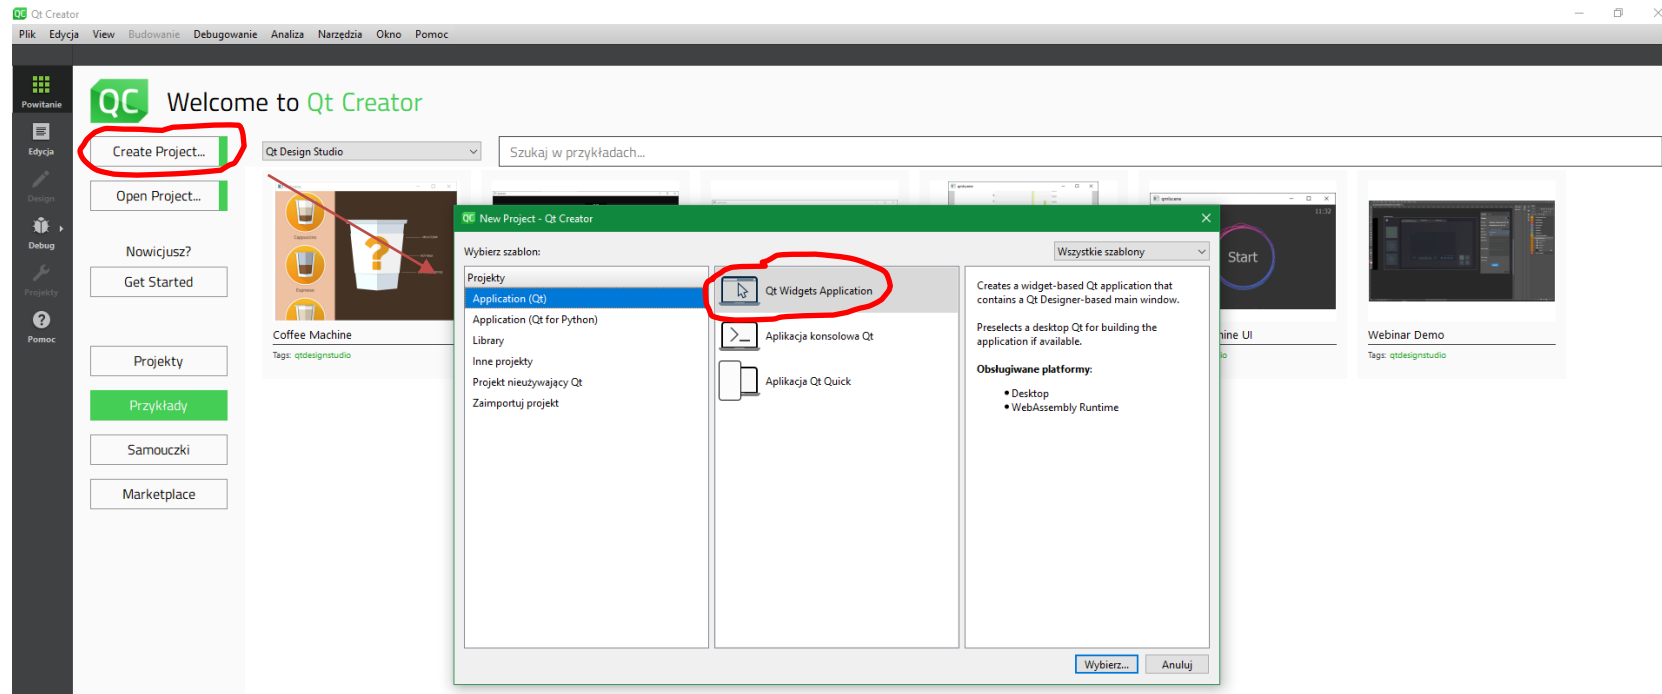 Qt Creator
Plik Edycja View Budowanie Debugowanie Analiza Narzędzia Okno Pomoc
Powitanie
Edycja
Design
Debug
Projekty
Pomoc
QC
Welcome to Qt Creator
Create Project...
Qt Design Studio
Szukaj w przykładach...
Open Project...
Nowicjusz?
Get Started
Projekty
Przykłady
Samouczki
Marketplace
Cappuccino
Espresso
Coffee Machine
Tags: qtdesignstudio
11:32
Start
ine UI
io
Webinar Demo
Tags: qtdesignstudio
New Project - Qt Creator
Wybierz szablon:
Wszystkie szablony
Projekty
Application (Qt)
Application (Qt for Python)
Library
Inne projekty
Projekt nieużywający Qt
Zaimportuj projekt
Qt Widgets Application
Aplikacja konsolowa Qt
Aplikacja Qt Quick
Creates a widget-based Qt application that
contains a Qt Designer-based main window.
Preselects a desktop Qt for building the
application if available.
Obsługiwane platformy:
Desktop
WebAssembly Runtime
Wybierz...
Anuluj